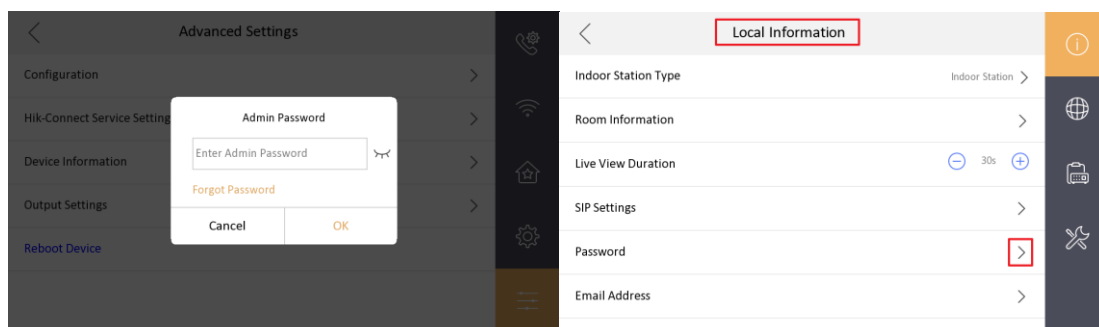 Advanced Settings
Configuration
Hik-Connect Service Setting
Device Information
Output Settings
Reboot Device
Admin Password
Enter Admin Password
Forgot Password
Cancel OK
Local Information
Indoor Station Type Indoor Station
Room Information
Live View Duration 30s
SIP Settings
Password
Email Address